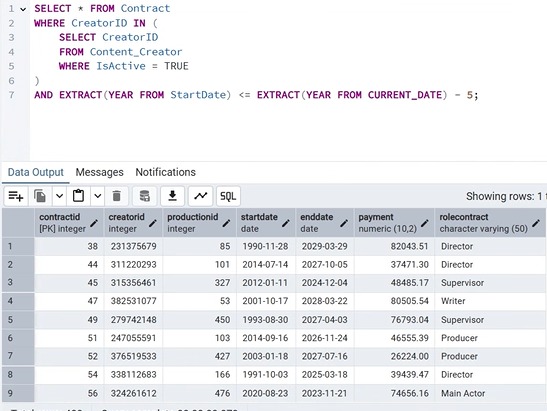 1 SELECT * FROM Contract
2 WHERE CreatorID IN (
3 SELECT CreatorID
4 FROM Content_Creator
5 WHERE IsActive = TRUE
6 )
7 AND EXTRACT(YEAR FROM StartDate) <= EXTRACT(YEAR FROM CURRENT_DATE) - 5;
Data Output Messages Notifications
SQL Showing rows: 1
contractid creatorid productionid startdate enddate payment rolecontract
[PK] integer integer integer date date numeric (10,2) character varying (50)
1 38 231375679 85 1990-11-28 2029-03-29 82043.51 Director
2 44 311220293 101 2014-07-14 2027-10-05 37471.30 Director
3 45 315356461 327 2012-01-11 2024-12-04 48485.17 Supervisor
4 47 382531077 53 2001-10-17 2028-03-22 80505.54 Writer
5 49 279742148 450 1993-08-30 2027-04-03 76793.04 Supervisor
6 51 247055591 103 2014-09-16 2026-11-24 46555.39 Producer
7 52 376519533 427 2003-01-18 2027-07-16 26224.00 Producer
8 54 338112683 166 1991-10-03 2025-03-18 39439.47 Director
9 56 324261612 476 2020-08-23 2023-11-21 74656.16 Main Actor